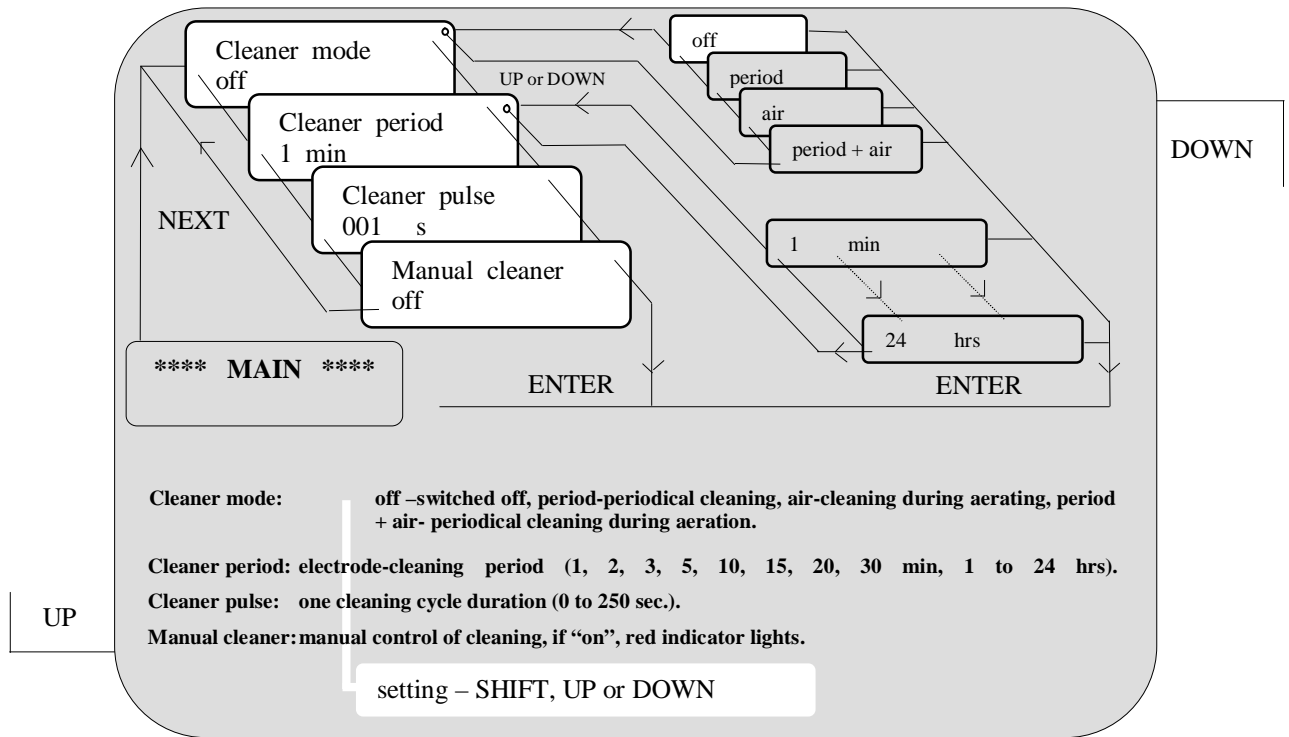 Cleaner mode
off
Cleaner period
1 min
Cleaner pulse
001 s
Manual cleaner
off
NEXT
**** MAIN ****
ENTER
UP or DOWN
off
period
air
period + air
1 min
24 hrs
ENTER
DOWN
UP
Cleaner mode: off –switched off, period-periodical cleaning, air-cleaning during aerating, period
+ air- periodical cleaning during aeration.
Cleaner period: electrode-cleaning period (1, 2, 3, 5, 10, 15, 20, 30 min, 1 to 24 hrs).
Cleaner pulse: one cleaning cycle duration (0 to 250 sec.).
Manual cleaner: manual control of cleaning, if “on”, red indicator lights.
setting – SHIFT, UP or DOWN